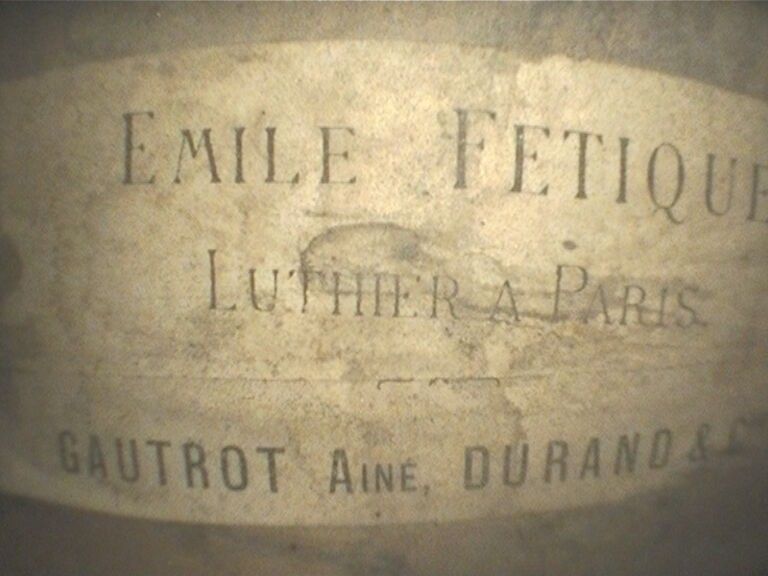 EMILE FETIQUE
LUTHIER A PARIS
GAUTROT AINÉ, DURAND &